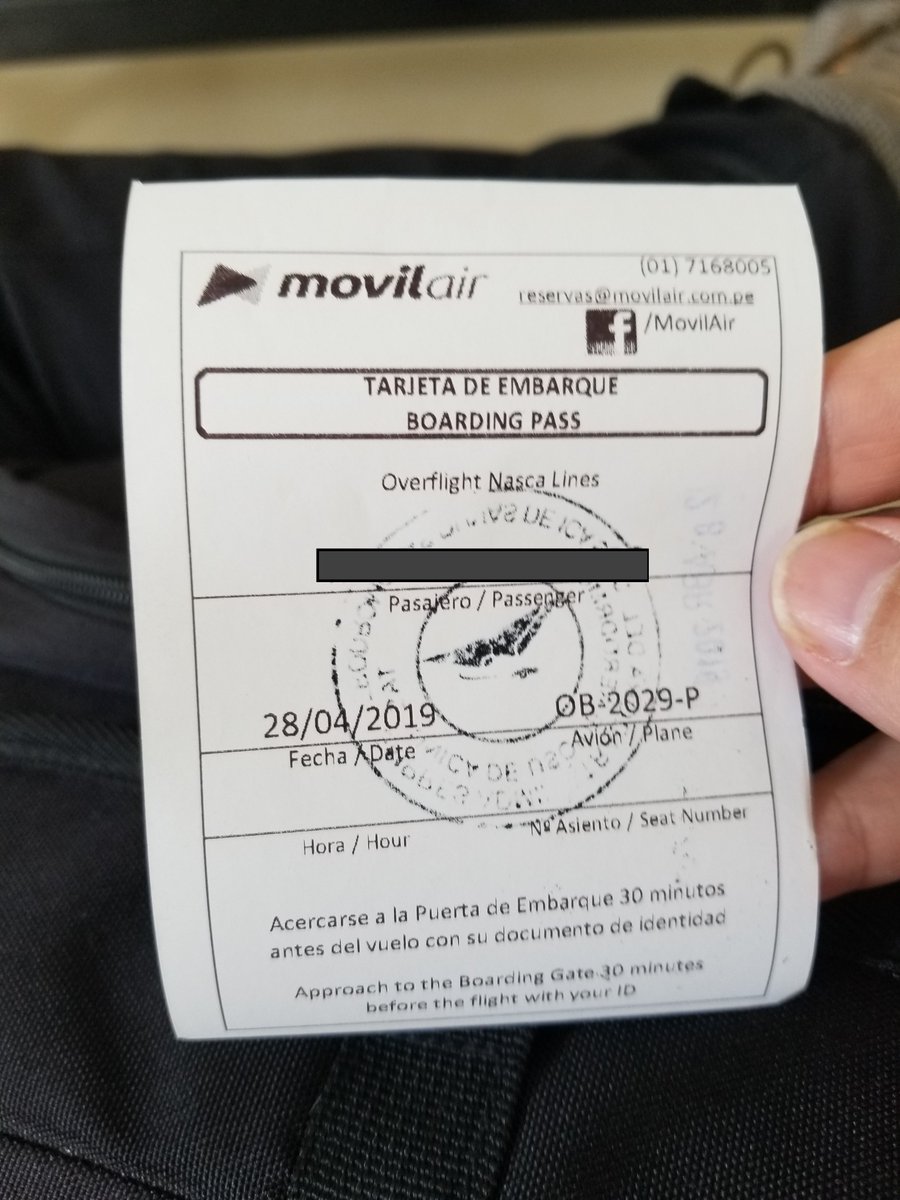 movilair
(01) 7168005
reservas@movilair.com.pe
f /MovilAir
TARJETA DE EMBARQUE
BOARDING PASS
Overflight Nasca Lines
Pasajero / Passenger
28/04/2019
OB-2029-P
Fecha / Date
Avión / Plane
Hora / Hour
Nº Asiento / Seat Number
Acercarse a la Puerta de Embarque 30 minutos
antes del vuelo con su documento de identidad
Approach to the Boarding Gate 30 minutes
before the flight with your ID